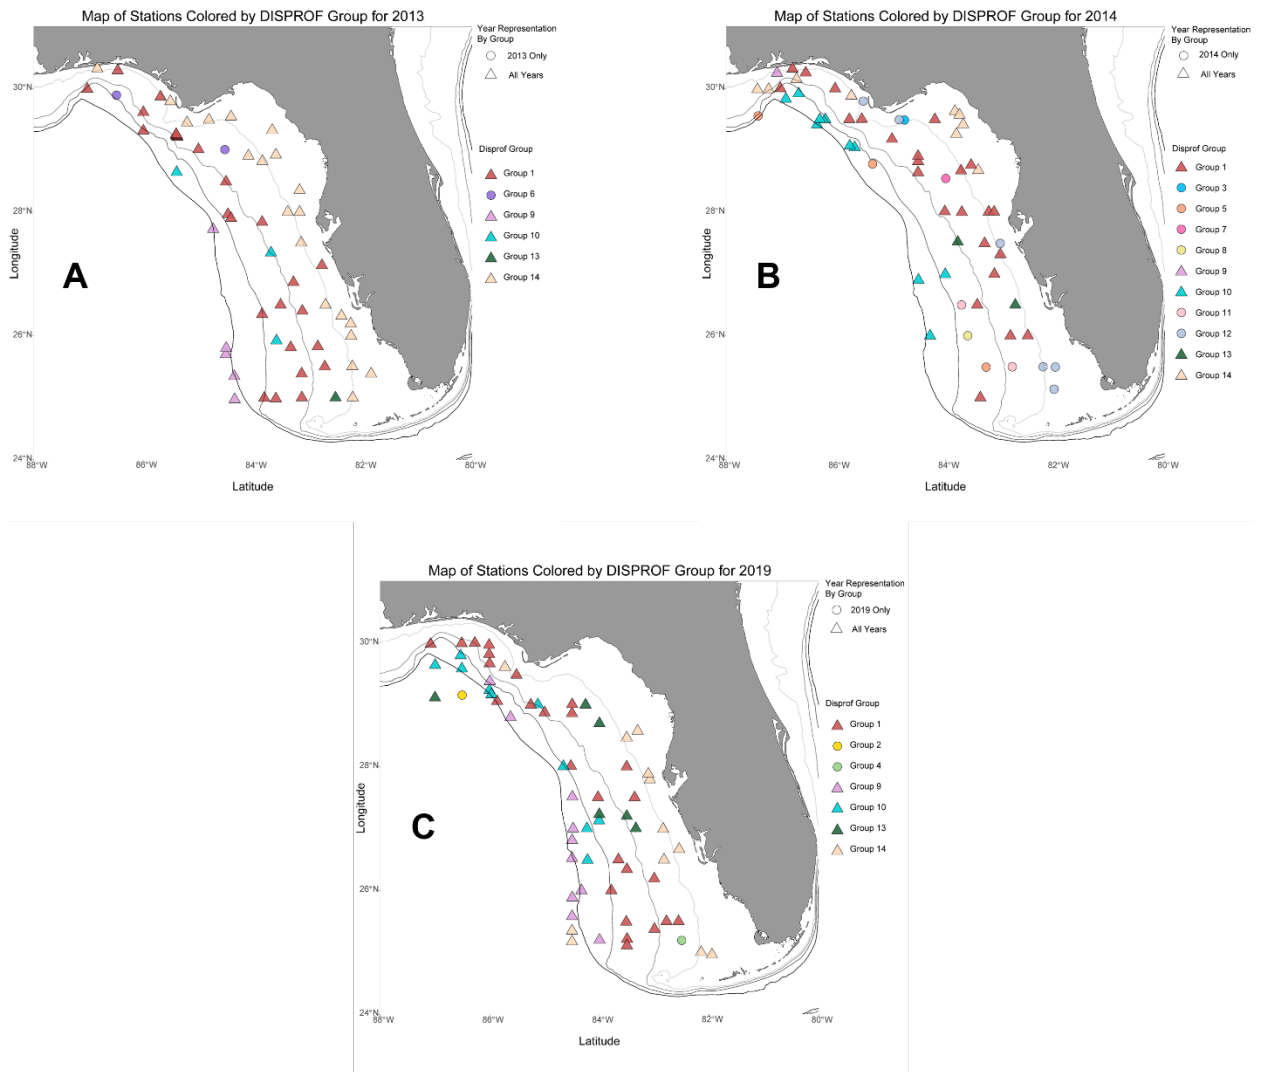 Map of Stations Colored by DISPROF Group for 2013
Year Representation
By Group
2013 Only
All Years
Disprof Group
Group 1
Group 6
Group 9
Group 10
Group 13
Group 14
30°N
28°N
26°N
24°N
88°W
86°W
84°W
82°W
80°W
Longitude
Latitude
A
Map of Stations Colored by DISPROF Group for 2014
Year Representation
By Group
2014 Only
All Years
Disprof Group
Group 1
Group 3
Group 5
Group 7
Group 8
Group 9
Group 10
Group 11
Group 12
Group 13
Group 14
30°N
28°N
26°N
24°N
88°W
86°W
84°W
82°W
80°W
Longitude
Latitude
B
Map of Stations Colored by DISPROF Group for 2019
Year Representation
By Group
2019 Only
All Years
Disprof Group
Group 1
Group 2
Group 4
Group 9
Group 10
Group 13
Group 14
30°N
28°N
26°N
24°N
88°W
86°W
84°W
82°W
80°W
Longitude
Latitude
C